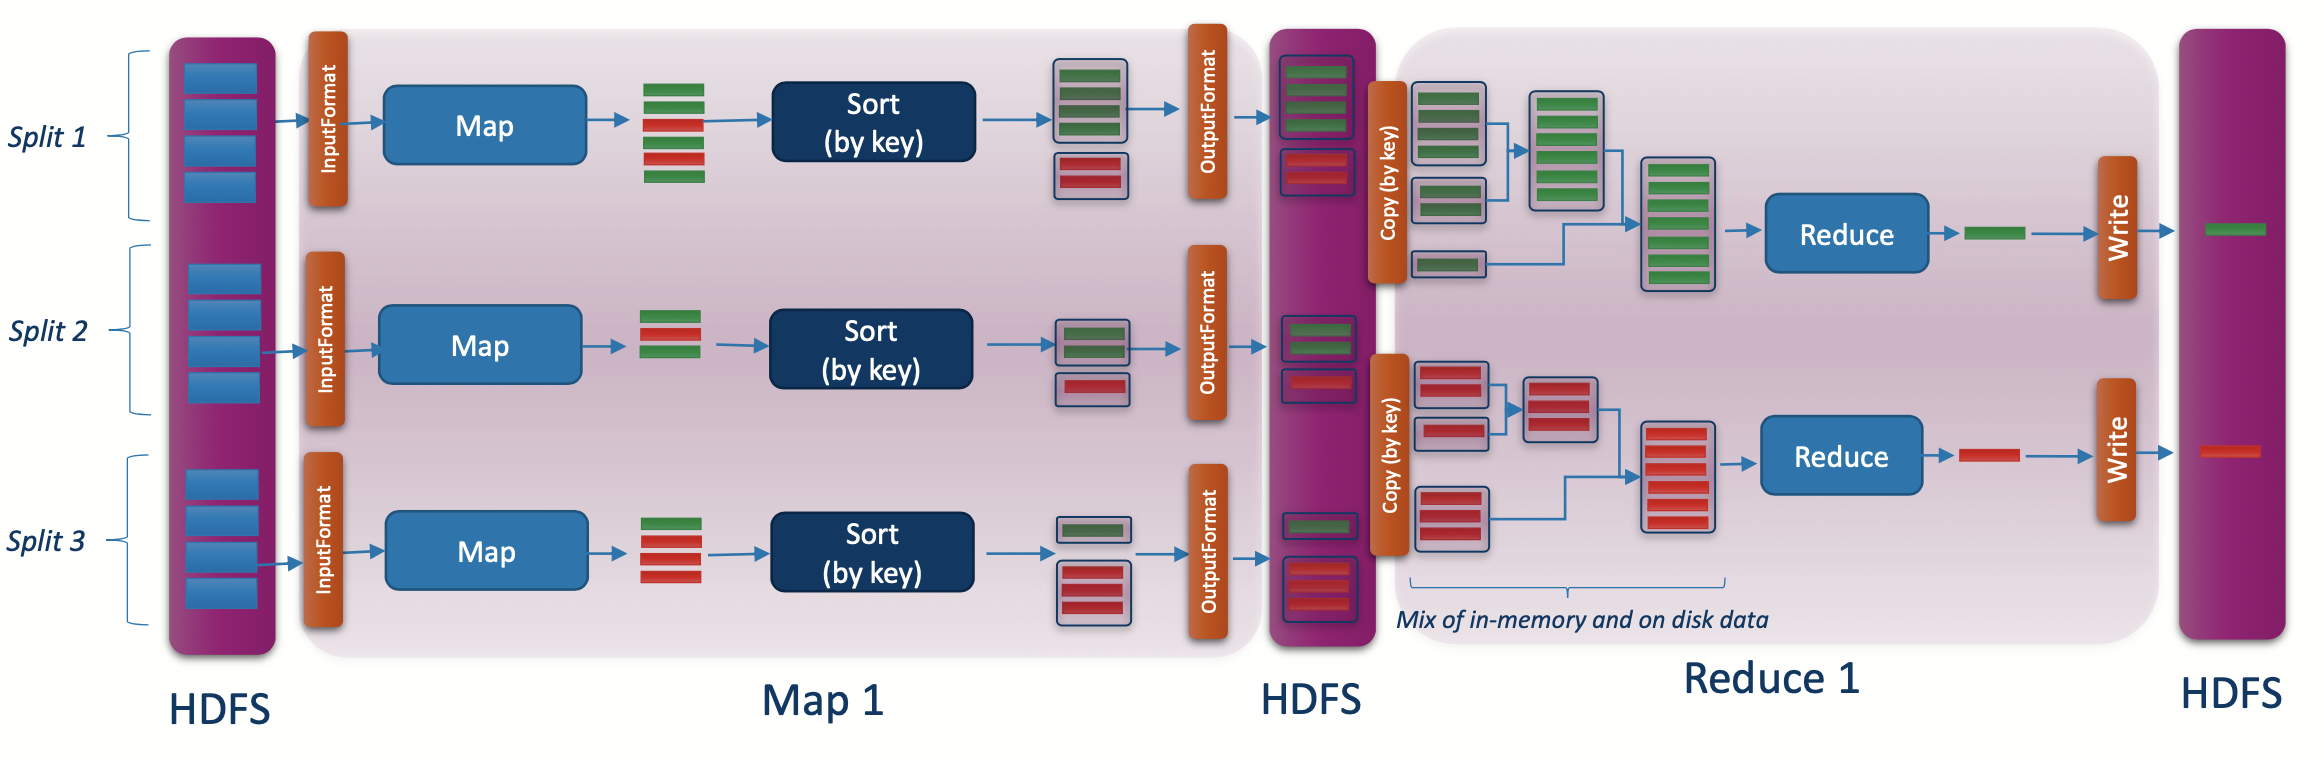 Split 1
InputFormat
Map
Sort
(by key)
OutputFormat
Copy (by key)
Reduce
Write
Split 2
InputFormat
Map
Sort
(by key)
OutputFormat
Copy (by key)
Reduce
Write
Split 3
InputFormat
Map
Sort
(by key)
OutputFormat
Mix of in-memory and on disk data
HDFS
Map 1
HDFS
Reduce 1
HDFS